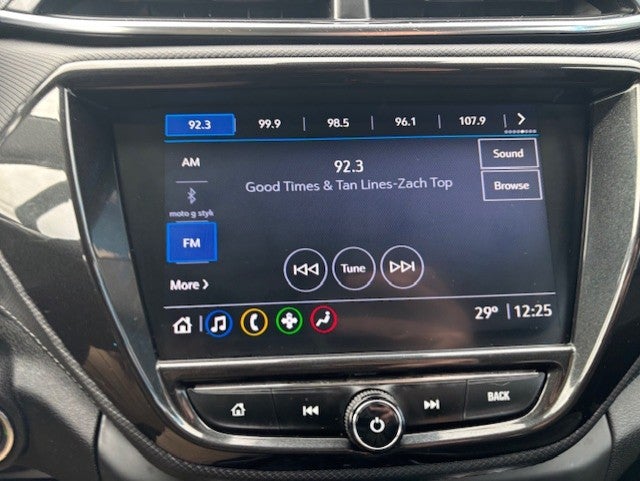 92.3 | 99.9 | 98.5 | 96.1 | 107.9 >
AM
92.3
Good Times & Tan Lines-Zach Top
Sound
Browse
moto g styli
FM
Tune
More >
29° | 12:25
BACK